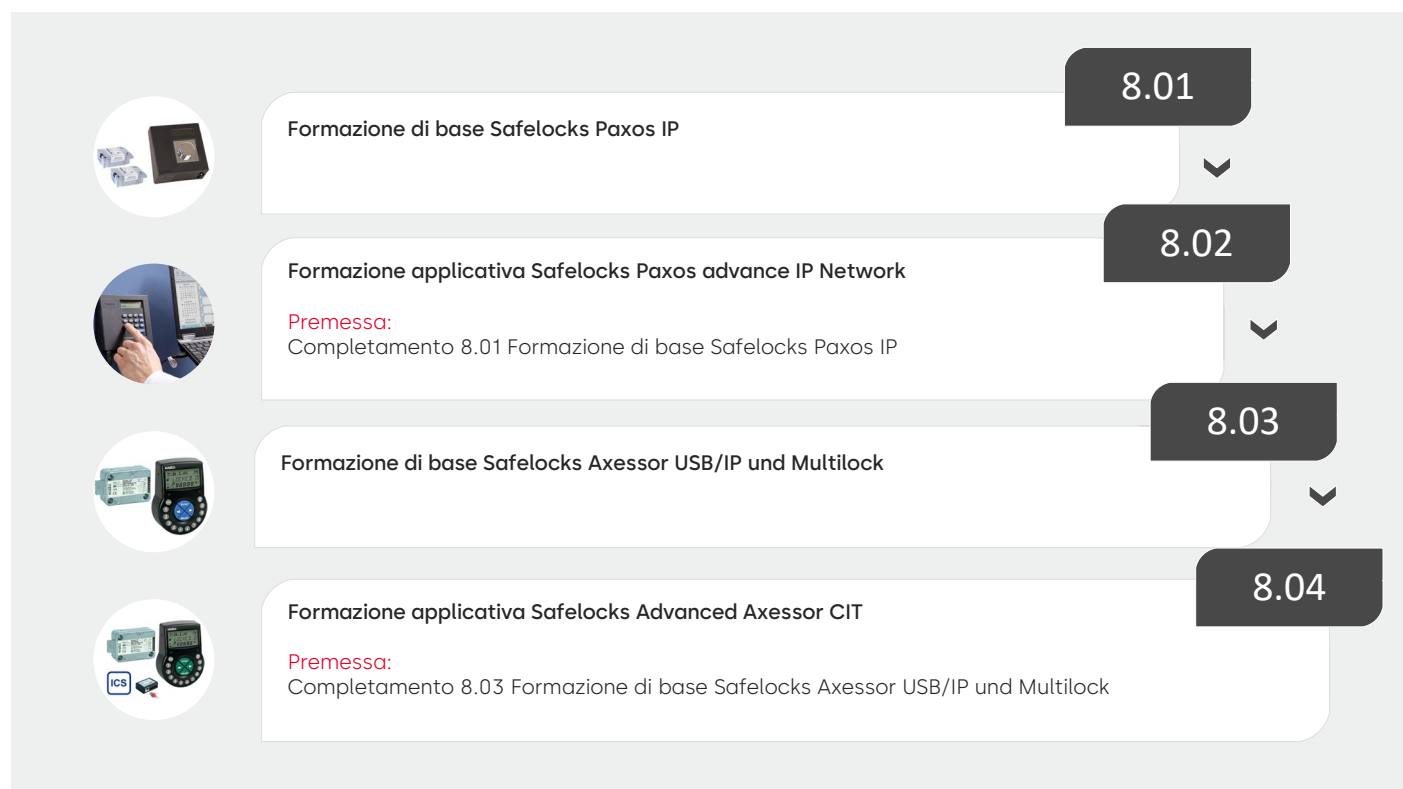 8.01
Formazione di base Safelocks Paxos IP
8.02
Formazione applicativa Safelocks Paxos advance IP Network
Premessa:
Completamento 8.01 Formazione di base Safelocks Paxos IP
8.03
Formazione di base Safelocks Axessor USB/IP und Multilock
8.04
Formazione applicativa Safelocks Advanced Axessor CIT
Premessa:
Completamento 8.03 Formazione di base Safelocks Axessor USB/IP und Multilock
ICS